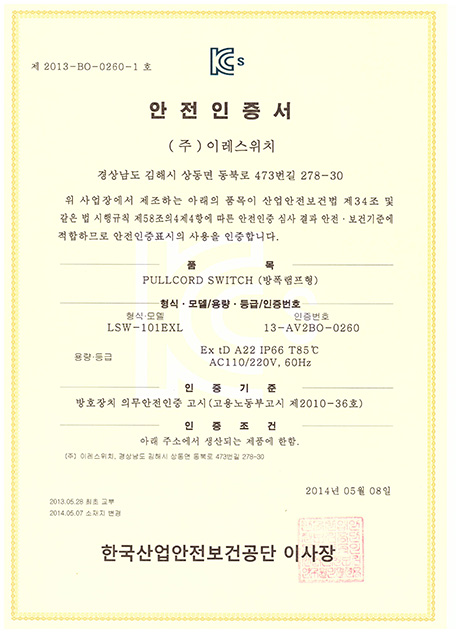 제 2013-BO-0260-1 호
KCs
안전인증서
(주)이레스위치
경상남도 김해시 상동면 동북로 473번길 278-30
위 사업장에서 제조하는 아래의 품목이 산업안전보건법 제34조 및
같은 법 시행규칙 제58조의4제4항에 따른 안전인증 심사 결과 안전·보건기준에
적합하므로 안전인증표시의 사용을 인증합니다.
품 목
PULLCORD SWITCH (방폭램프형)
형식·모델/용량·등급/인증번호
형식·모델 인증번호
LSW-101EXL 13-AV2BO-0260
용량·등급 Ex tD A22 IP66 T85℃
AC110/220V, 60Hz
인 증 기 준
방호장치 의무안전인증 고시(고용노동부고시 제2010-36호)
인 증 조 건
아래 주소에서 생산되는 제품에 한함.
(주) 이레스위치, 경상남도 김해시 상동면 동북로 473번길 278-30
2014년 05월 08일
2013.05.28 최초 교부
2014.05.07 소재지 변경
한국산업안전보건공단 이사장